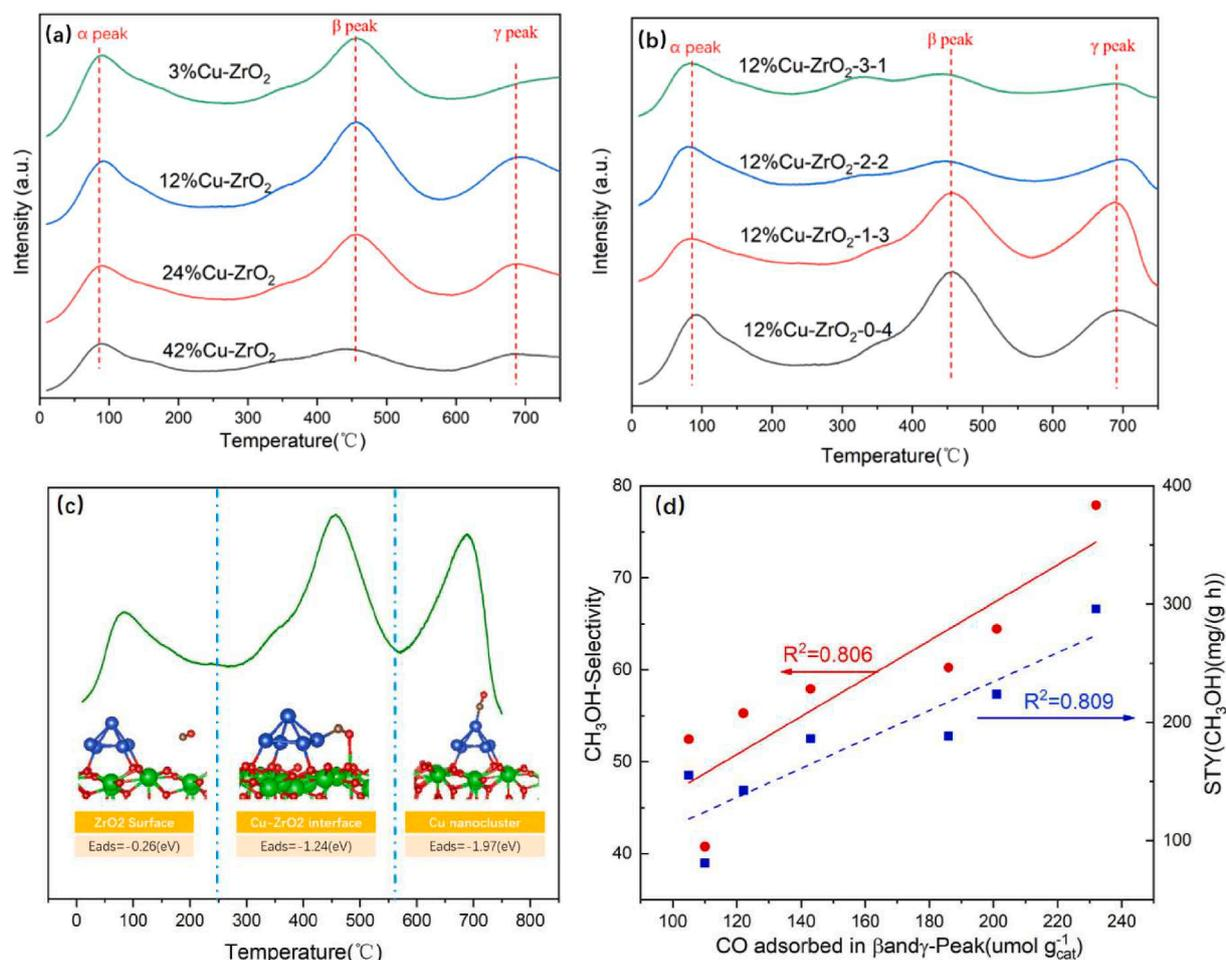 (a)
α peak
β peak
γ peak
3%Cu-ZrO₂
12%Cu-ZrO₂
24%Cu-ZrO₂
42%Cu-ZrO₂
Intensity (a.u.)
0 100 200 300 400 500 600 700
Temperature(℃)
(b)
α peak
β peak
γ peak
12%Cu-ZrO₂-3-1
12%Cu-ZrO₂-2-2
12%Cu-ZrO₂-1-3
12%Cu-ZrO₂-0-4
Intensity (a.u.)
0 100 200 300 400 500 600 700
Temperature(℃)
(c)
ZrO2 Surface
Eads=-0.26(eV)
Cu-ZrO2 interface
Eads=-1.24(eV)
Cu nanocluster
Eads=-1.97(eV)
0 100 200 300 400 500 600 700 800
Temperature(℃)
(d)
80
70
60
50
40
CH₃OH-Selectivity
R²=0.806
R²=0.809
400
300
200
100
STY(CH₃OH)(mg/(g h))
100 120 140 160 180 200 220 240
CO adsorbed in βandγ-Peak(umol g⁻¹cat)